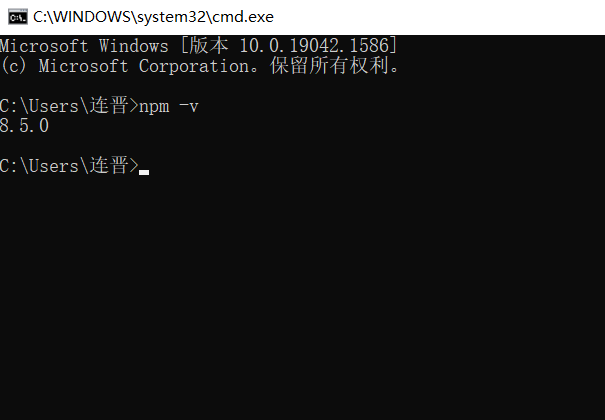 C:\WINDOWS\system32\cmd.exe
Microsoft Windows [版本 10.0.19042.1586]
(c) Microsoft Corporation。保留所有权利。
C:\Users\连晋>npm -v
8.5.0
C:\Users\连晋>